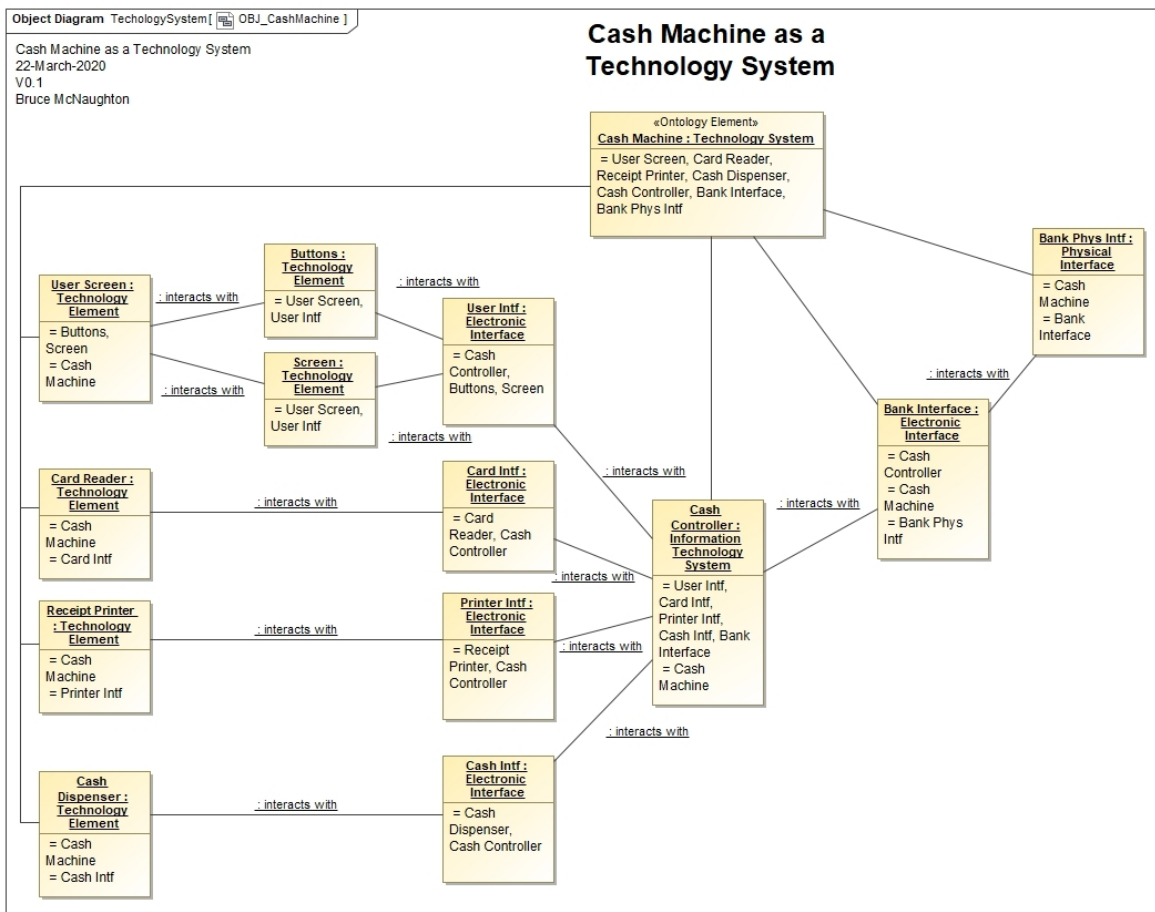 Object Diagram TechologySystem[ OBJ_CashMachine ]
Cash Machine as a Technology System
22-March-2020
V0.1
Bruce McNaughton
Cash Machine as a
Technology System
«Ontology Element»
Cash Machine : Technology System
= User Screen, Card Reader,
Receipt Printer, Cash Dispenser,
Cash Controller, Bank Interface,
Bank Phys Intf
Bank Phys Intf :
Physical
Interface
= Cash
Machine
= Bank
Interface
User Screen :
Technology
Element
= Buttons,
Screen
= Cash
Machine
: interacts with
Buttons :
Technology
Element
= User Screen,
User Intf
: interacts with
User Intf :
Electronic
Interface
= Cash
Controller,
Buttons, Screen
: interacts with
Screen :
Technology
Element
= User Screen,
User Intf
: interacts with
: interacts with
Bank Interface :
Electronic
Interface
= Cash
Controller
= Cash
Machine
= Bank Phys
Intf
: interacts with
Card Reader :
Technology
Element
= Cash
Machine
= Card Intf
: interacts with
Card Intf :
Electronic
Interface
= Card
Reader, Cash
Controller
: interacts with
: interacts with
Cash
Controller :
Information
Technology
System
= User Intf,
Card Intf,
Printer Intf,
Cash Intf, Bank
Interface
= Cash
Machine
: interacts with
Receipt Printer
: Technology
Element
= Cash
Machine
= Printer Intf
: interacts with
Printer Intf :
Electronic
Interface
= Receipt
Printer, Cash
Controller
: interacts with
: interacts with
Cash
Dispenser :
Technology
Element
= Cash
Machine
= Cash Intf
: interacts with
Cash Intf :
Electronic
Interface
= Cash
Dispenser,
Cash Controller